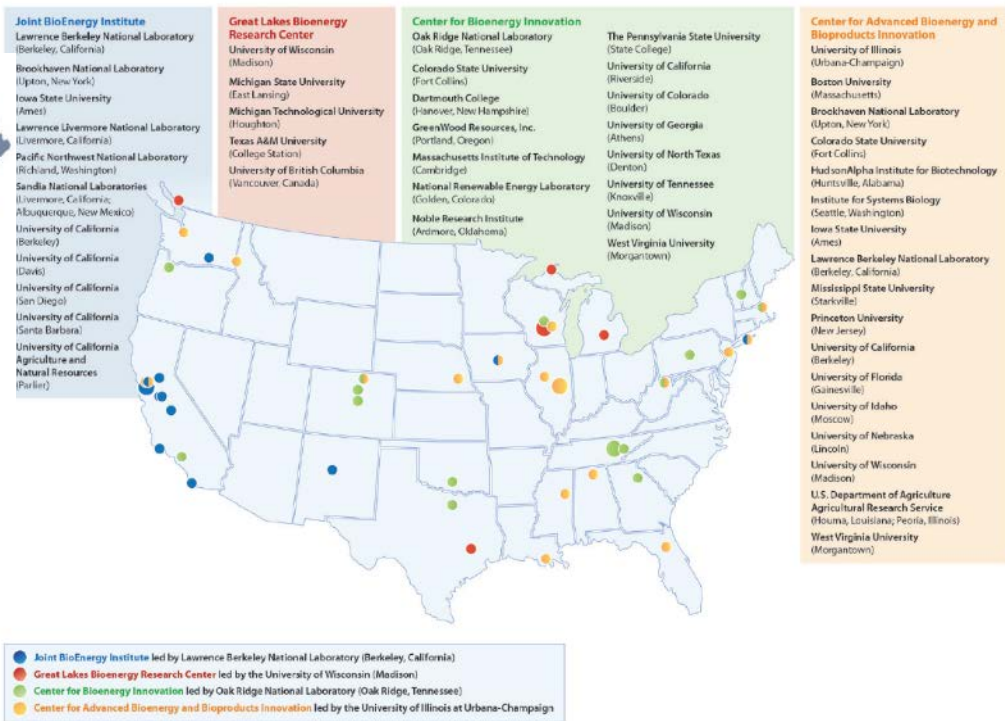 Joint BioEnergy Institute
Lawrence Berkeley National Laboratory
(Berkeley, California)
Brookhaven National Laboratory
(Upton, New York)
Iowa State University
(Ames)
Lawrence Livermore National Laboratory
(Livermore, California)
Pacific Northwest National Laboratory
(Richland, Washington)
Sandia National Laboratories
(Livermore, California;
Albuquerque, New Mexico)
University of California
(Berkeley)
University of California
(Davis)
University of California
(San Diego)
University of California
(Santa Barbara)
University of California
Agriculture and
Natural Resources
(Parlier)
Great Lakes Bioenergy
Research Center
University of Wisconsin
(Madison)
Michigan State University
(East Lansing)
Michigan Technological University
(Houghton)
Texas A&M University
(College Station)
University of British Columbia
(Vancouver, Canada)
Center for Bioenergy Innovation
Oak Ridge National Laboratory
(Oak Ridge, Tennessee)
Colorado State University
(Fort Collins)
Dartmouth College
(Hanover, New Hampshire)
GreenWood Resources, Inc.
(Portland, Oregon)
Massachusetts Institute of Technology
(Cambridge)
National Renewable Energy Laboratory
(Golden, Colorado)
Noble Research Institute
(Ardmore, Oklahoma)
The Pennsylvania State University
(State College)
University of California
(Riverside)
University of Colorado
(Boulder)
University of Georgia
(Athens)
University of North Texas
(Denton)
University of Tennessee
(Knoxville)
University of Wisconsin
(Madison)
West Virginia University
(Morgantown)
Center for Advanced Bioenergy and
Bioproducts Innovation
University of Illinois
(Urbana-Champaign)
Boston University
(Massachusetts)
Brookhaven National Laboratory
(Upton, New York)
Colorado State University
(Fort Collins)
HudsonAlpha Institute for Biotechnology
(Huntsville, Alabama)
Institute for Systems Biology
(Seattle, Washington)
Iowa State University
(Ames)
Lawrence Berkeley National Laboratory
(Berkeley, California)
Mississippi State University
(Starkville)
Princeton University
(New Jersey)
University of California
(Berkeley)
University of Florida
(Gainesville)
University of Idaho
(Moscow)
University of Nebraska
(Lincoln)
University of Wisconsin
(Madison)
U.S. Department of Agriculture
Agricultural Research Service
(Houma, Louisiana; Peoria, Illinois)
West Virginia University
(Morgantown)
Joint BioEnergy Institute led by Lawrence Berkeley National Laboratory (Berkeley, California)
Great Lakes Bioenergy Research Center led by the University of Wisconsin (Madison)
Center for Bioenergy Innovation led by Oak Ridge National Laboratory (Oak Ridge, Tennessee)
Center for Advanced Bioenergy and Bioproducts Innovation led by the University of Illinois at Urbana-Champaign